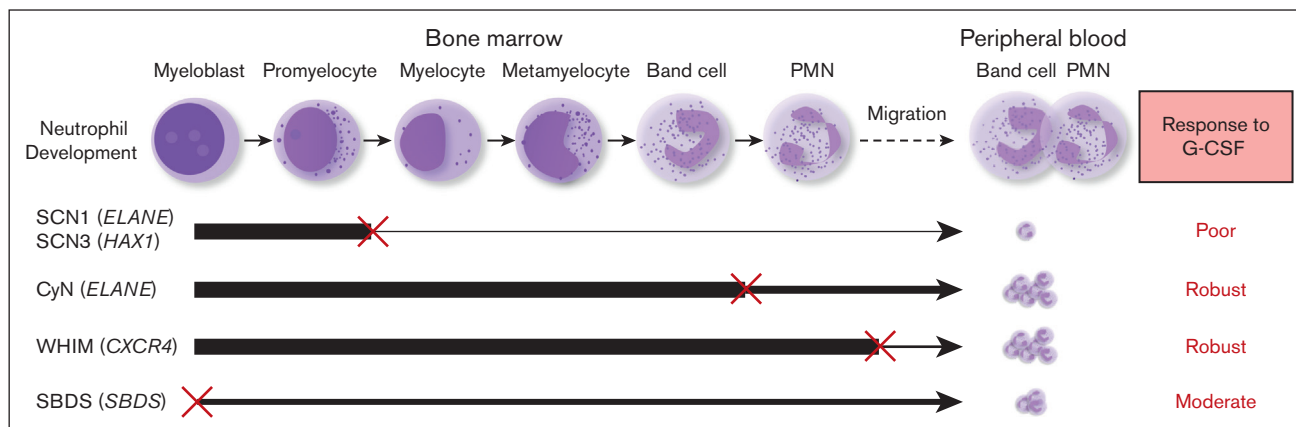 Bone marrow
Peripheral blood
Myeloblast Promyelocyte Myelocyte Metamyelocyte Band cell PMN
Band cell PMN
Neutrophil
Development
Migration
Response to
G-CSF
SCN1 (ELANE)
SCN3 (HAX1)
Poor
CyN (ELANE)
Robust
WHIM (CXCR4)
Robust
SBDS (SBDS)
Moderate